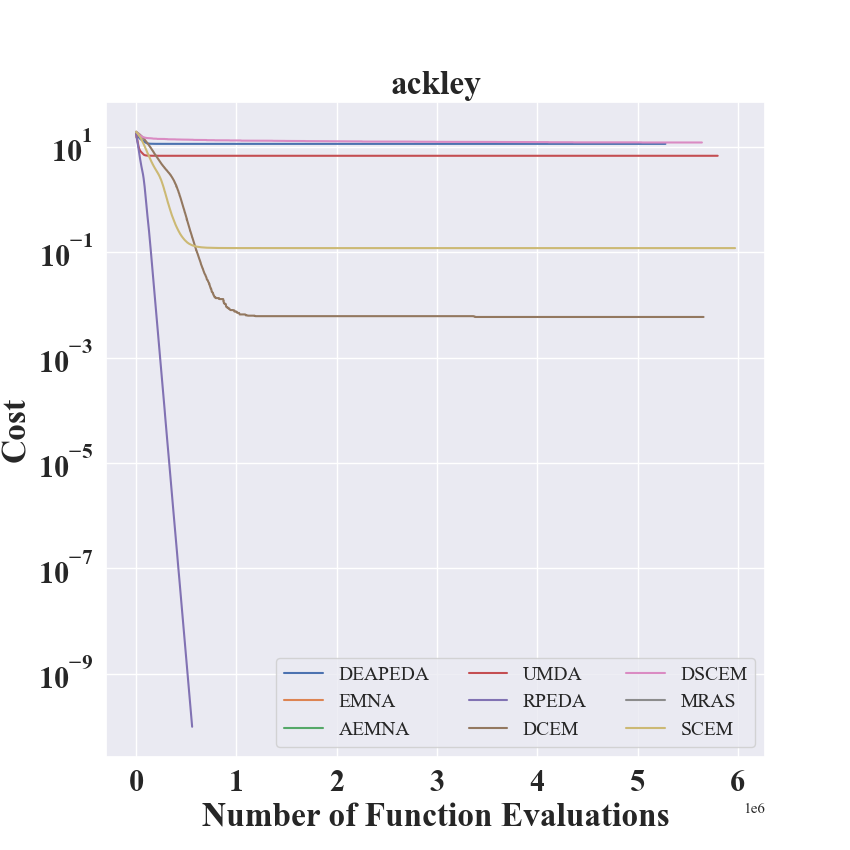 ackley
Cost
10^1
10^−1
10^−3
10^−5
10^−7
10^−9
DEAPEDA UMDA DSCEM
EMNA RPEDA MRAS
AEMNA DCEM SCEM
0 1 2 3 4 5 6
Number of Function Evaluations 1e6